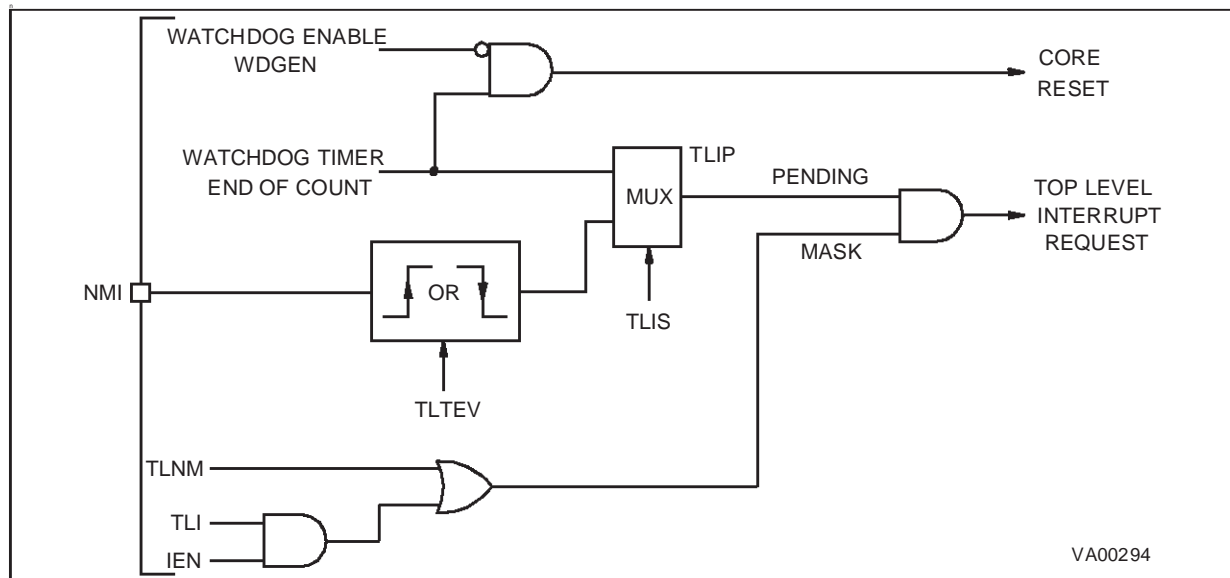 WATCHDOG ENABLE
WDGEN
CORE
RESET
WATCHDOG TIMER
END OF COUNT
TLIP
MUX
PENDING
MASK
TOP LEVEL
INTERRUPT
REQUEST
NMI
OR
TLIS
TLTEV
TLNM
TLI
IEN
VA00294